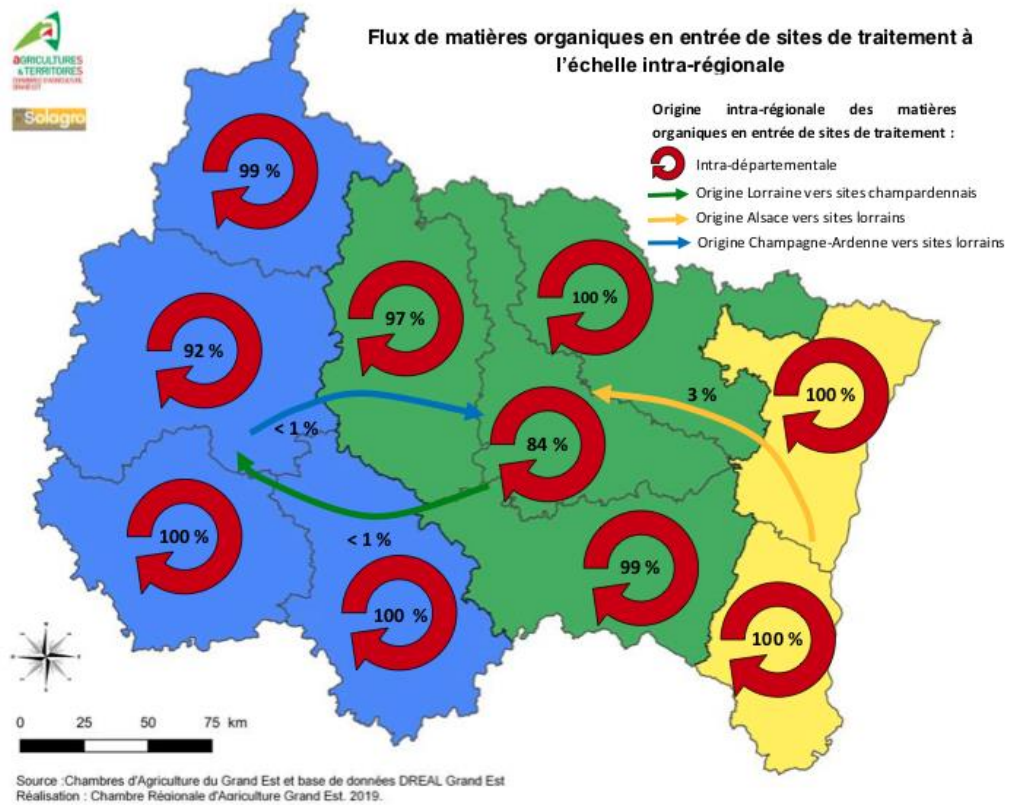 AGRICULTURES
& TERRITOIRES
CHAMBRES D'AGRICULTURE
GRAND EST
Solagro
Flux de matières organiques en entrée de sites de traitement à
l'échelle intra-régionale
Origine intra-régionale des matières
organiques en entrée de sites de traitement :
Intra-départementale
Origine Lorraine vers sites champardennais
Origine Alsace vers sites lorrains
Origine Champagne-Ardenne vers sites lorrains
99 %
92 %
97 %
100 %
100 %
3 %
84 %
< 1 %
100 %
< 1 %
99 %
100 %
100 %
0 25 50 75 km
Source :Chambres d'Agriculture du Grand Est et base de données DREAL Grand Est
Réalisation : Chambre Régionale d'Agriculture Grand Est. 2019.